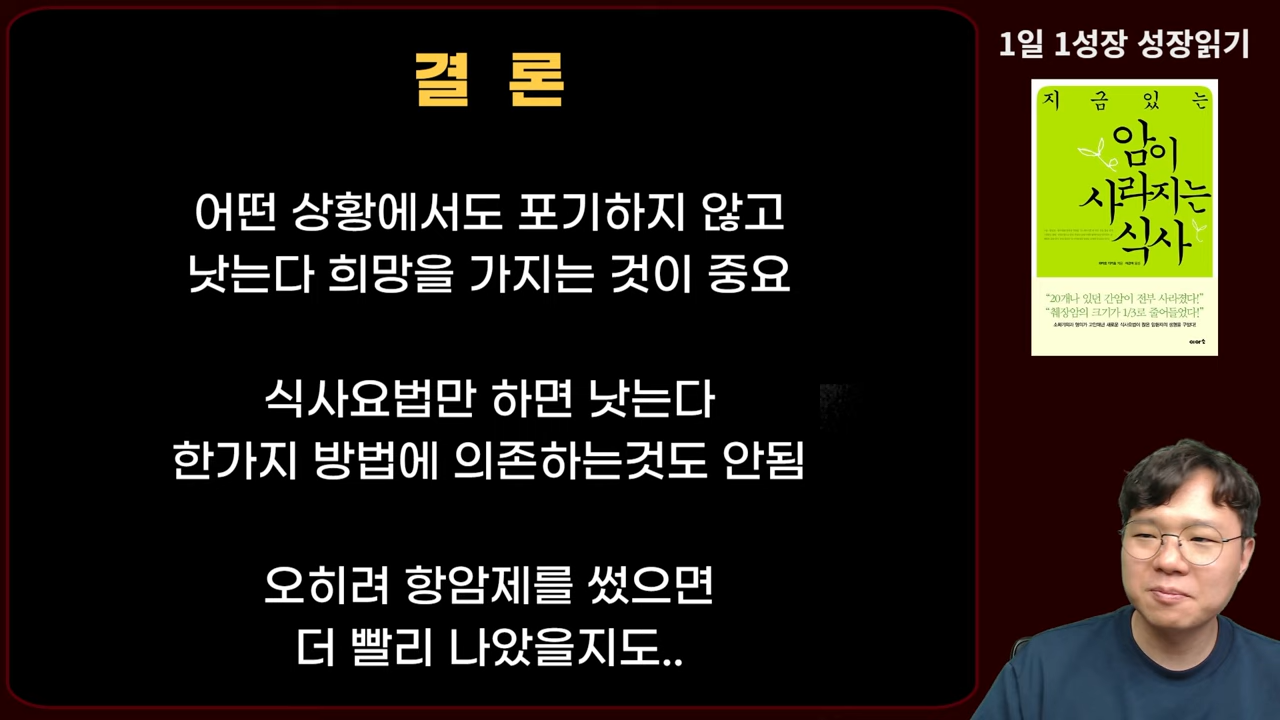 결 론
어떤 상황에서도 포기하지 않고
낫는다 희망을 가지는 것이 중요
식사요법만 하면 낫는다
한가지 방법에 의존하는것도 안됨
오히려 항암제를 썼으면
더 빨리 나았을지도..
1일 1성장 성장읽기
지금있는
암이
사라지는
식사
“20개나 있던 간암이 전부 사라졌다!”
“췌장암의 크기가 1/3로 줄어들었다!”